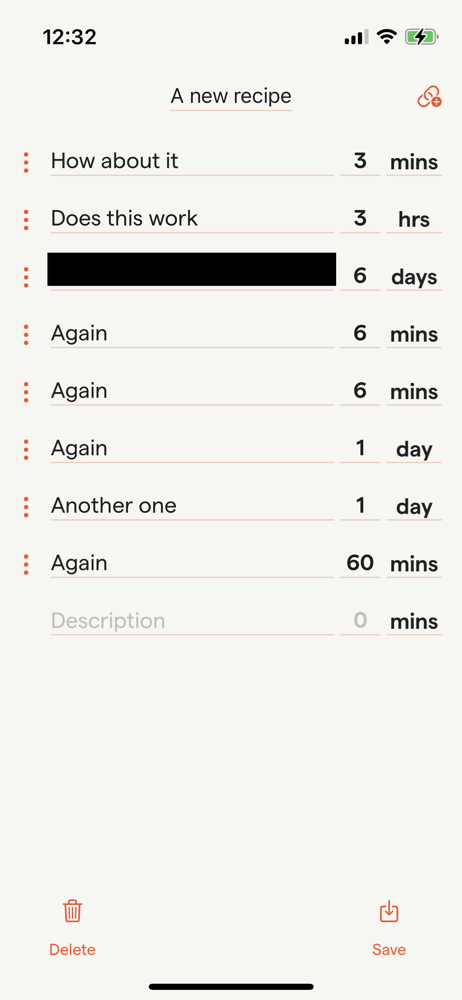 12:32
A new recipe
How about it 3 mins
Does this work 3 hrs
6 days
Again 6 mins
Again 6 mins
Again 1 day
Another one 1 day
Again 60 mins
Description 0 mins
Delete Save